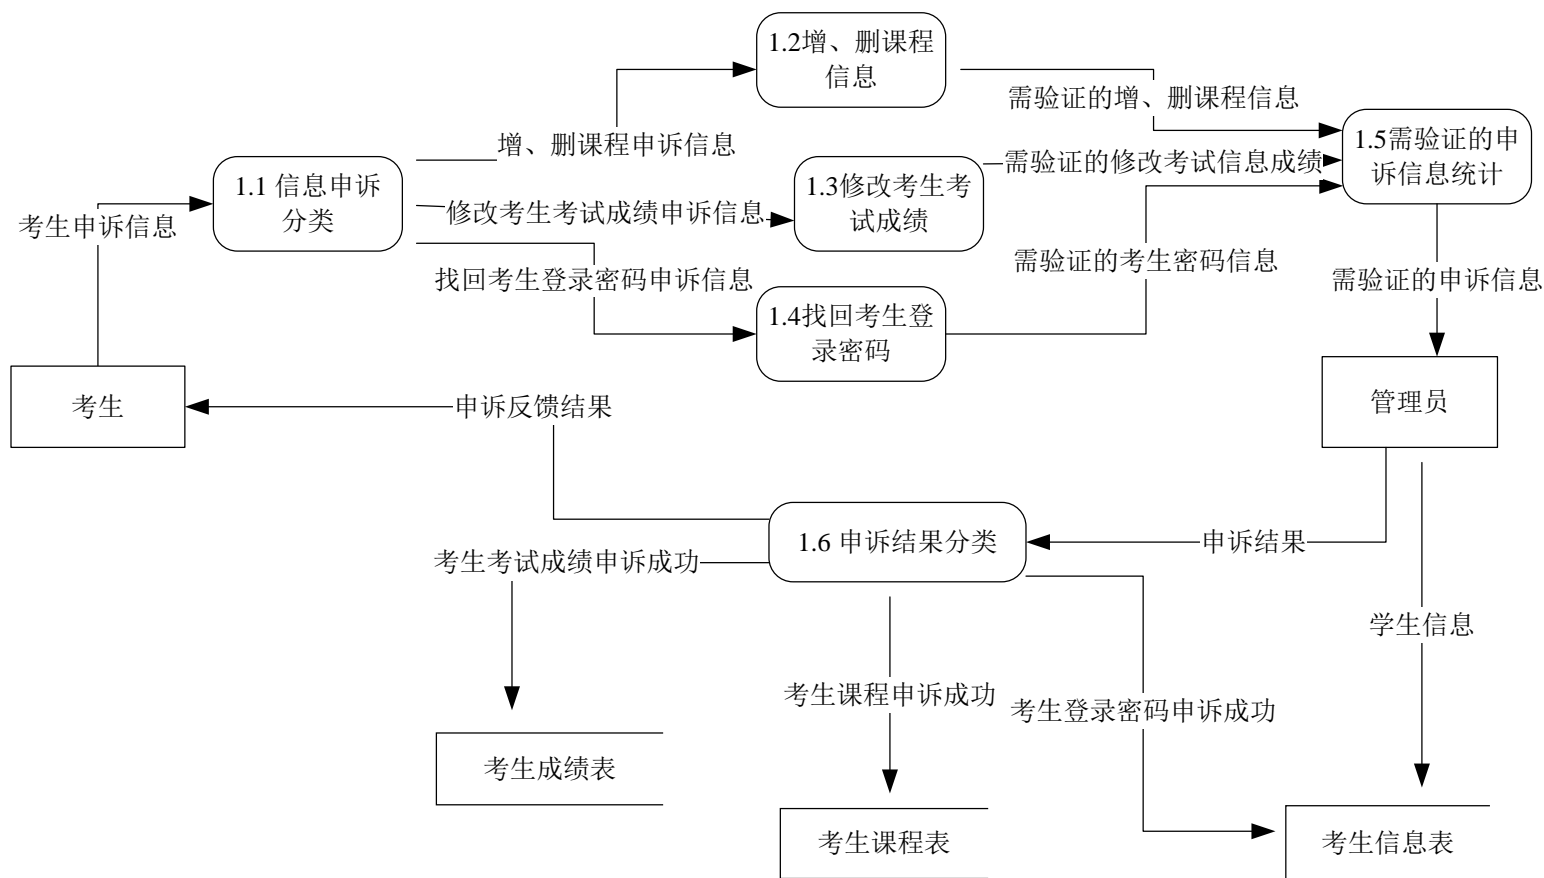 1.2增、删课程
信息
需验证的增、删课程信息
增、删课程申诉信息
1.5需验证的申
诉信息统计
1.1 信息申诉
分类
1.3修改考生考
试成绩
需验证的修改考试信息成绩
考生申诉信息
修改考生考试成绩申诉信息
需验证的考生密码信息
找回考生登录密码申诉信息
需验证的申诉信息
1.4找回考生登
录密码
考生
申诉反馈结果
管理员
1.6 申诉结果分类
申诉结果
考生考试成绩申诉成功
学生信息
考生课程申诉成功
考生登录密码申诉成功
考生成绩表
考生课程表
考生信息表